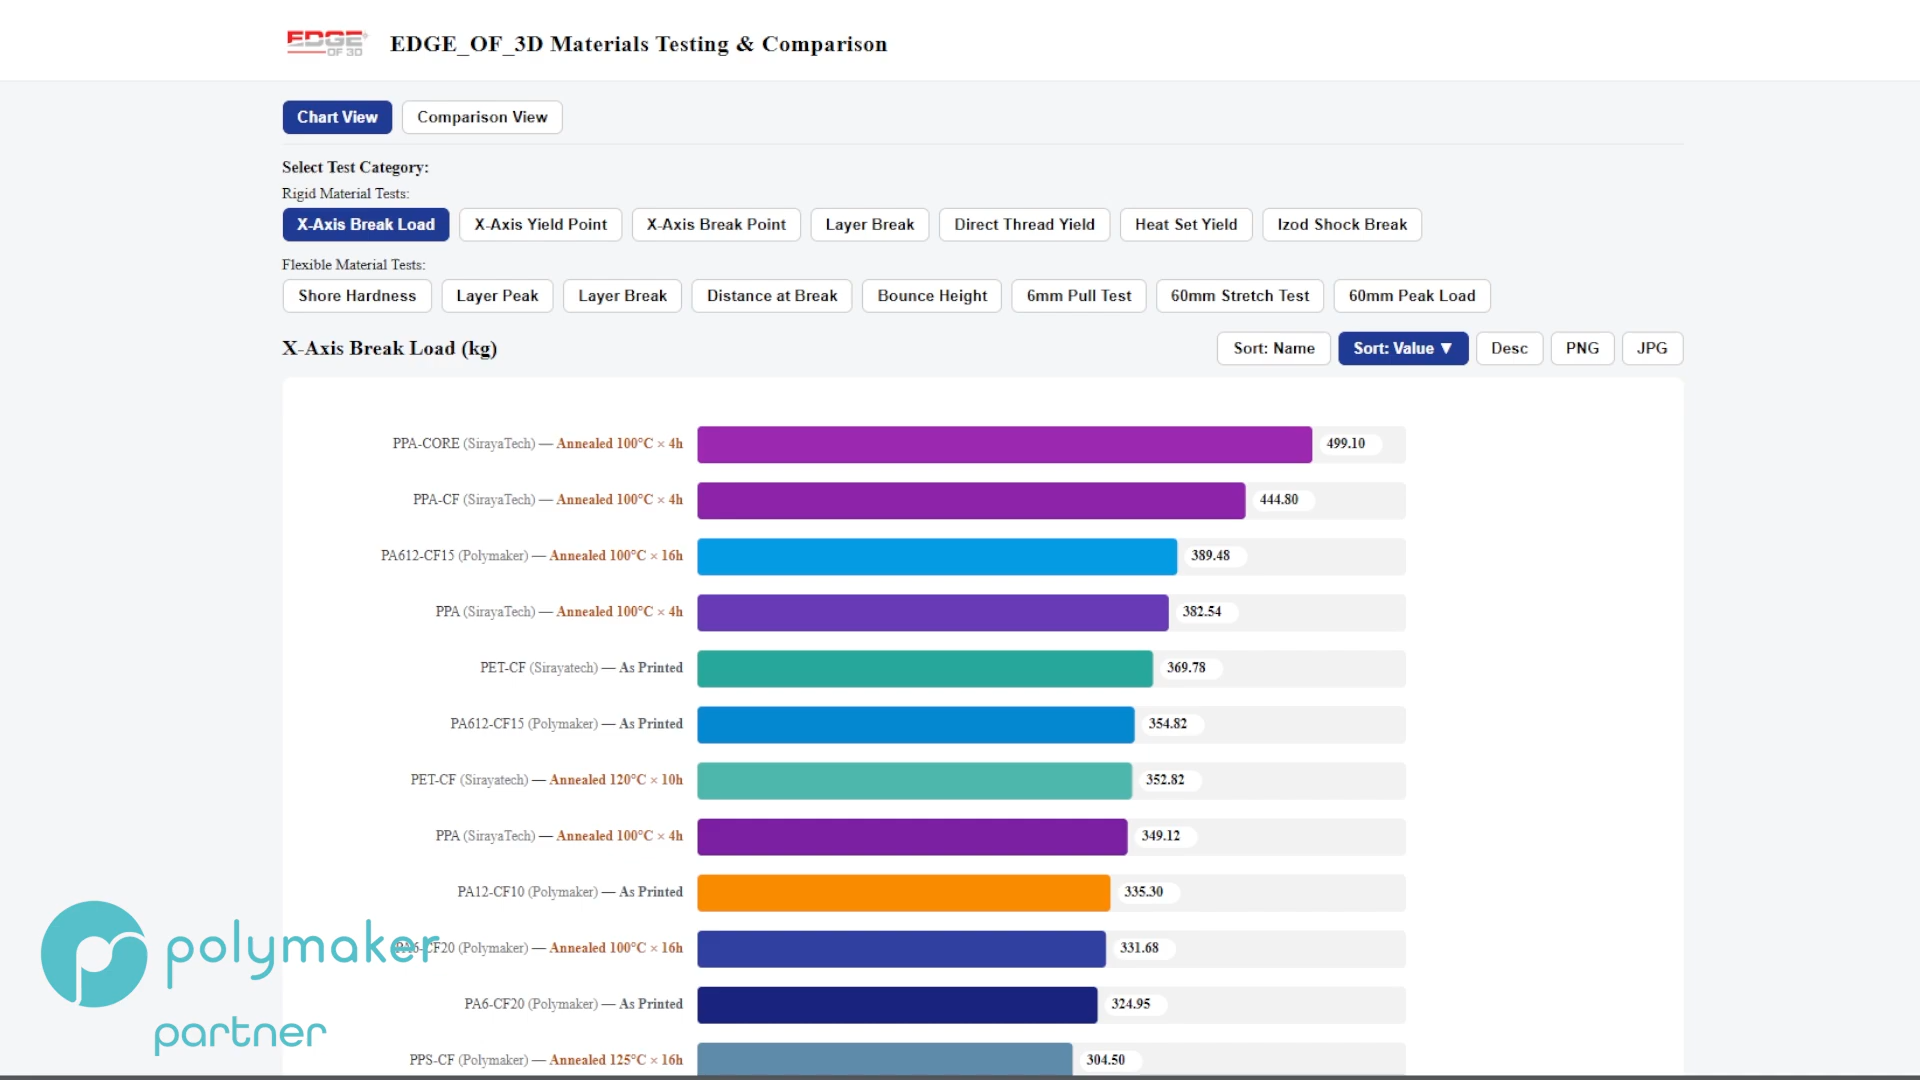 EDGE OF 3D
EDGE_OF_3D Materials Testing & Comparison
Chart View Comparison View
Select Test Category:
Rigid Material Tests:
X-Axis Break Load X-Axis Yield Point X-Axis Break Point Layer Break Direct Thread Yield Heat Set Yield Izod Shock Break
Flexible Material Tests:
Shore Hardness Layer Peak Layer Break Distance at Break Bounce Height 6mm Pull Test 60mm Stretch Test 60mm Peak Load
X-Axis Break Load (kg) Sort: Name Sort: Value ▼ Desc PNG JPG
PPA-CORE (SirayaTech) — Annealed 100°C × 4h 499.10
PPA-CF (SirayaTech) — Annealed 100°C × 4h 444.80
PA612-CF15 (Polymaker) — Annealed 100°C × 16h 389.48
PPA (SirayaTech) — Annealed 100°C × 4h 382.54
PET-CF (Sirayatech) — As Printed 369.78
PA612-CF15 (Polymaker) — As Printed 354.82
PET-CF (Sirayatech) — Annealed 120°C × 10h 352.82
PPA (SirayaTech) — Annealed 100°C × 4h 349.12
PA12-CF10 (Polymaker) — As Printed 335.30
PA6-CF20 (Polymaker) — Annealed 100°C × 16h 331.68
PA6-CF20 (Polymaker) — As Printed 324.95
PPS-CF (Polymaker) — Annealed 125°C × 16h 304.50
polymaker
partner